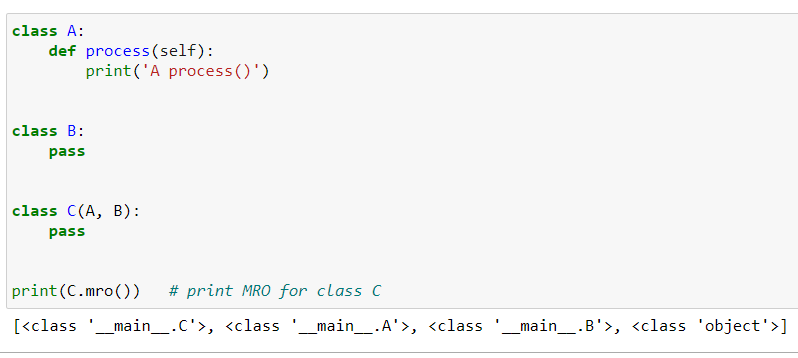 class A:
    def process(self):
        print('A process()')
class B:
    pass
class C(A, B):
    pass
print(C.mro())   # print MRO for class C
[<class '__main__.C'>, <class '__main__.A'>, <class '__main__.B'>, <class 'object'>]